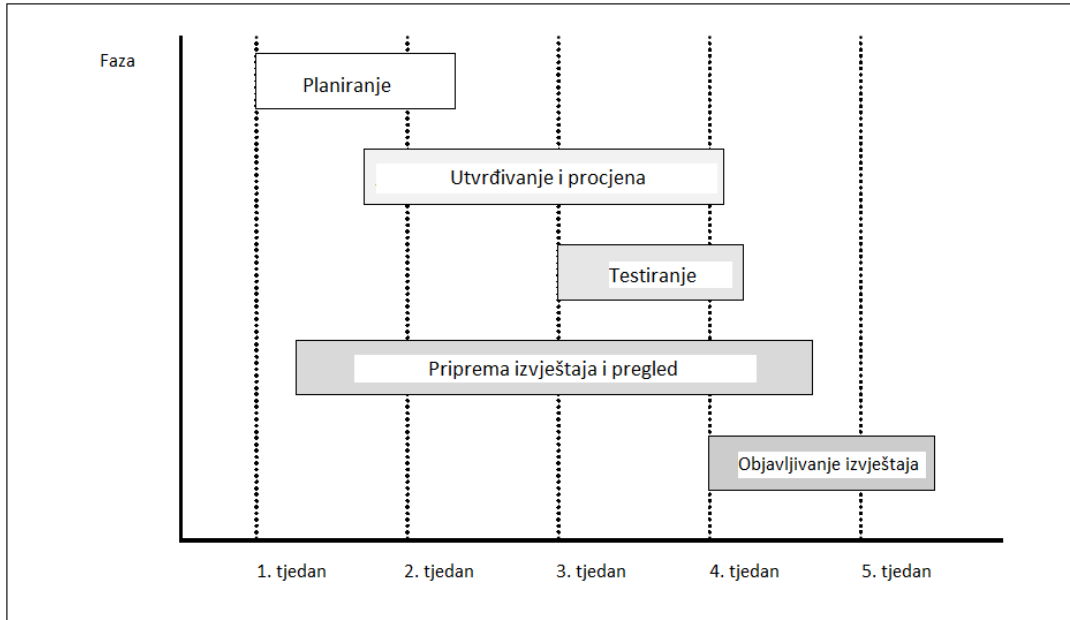 Faza
Planiranje
Utvrđivanje i procjena
Testiranje
Priprema izvještaja i pregled
Objavljivanje izvještaja
1. tjedan
2. tjedan
3. tjedan
4. tjedan
5. tjedan